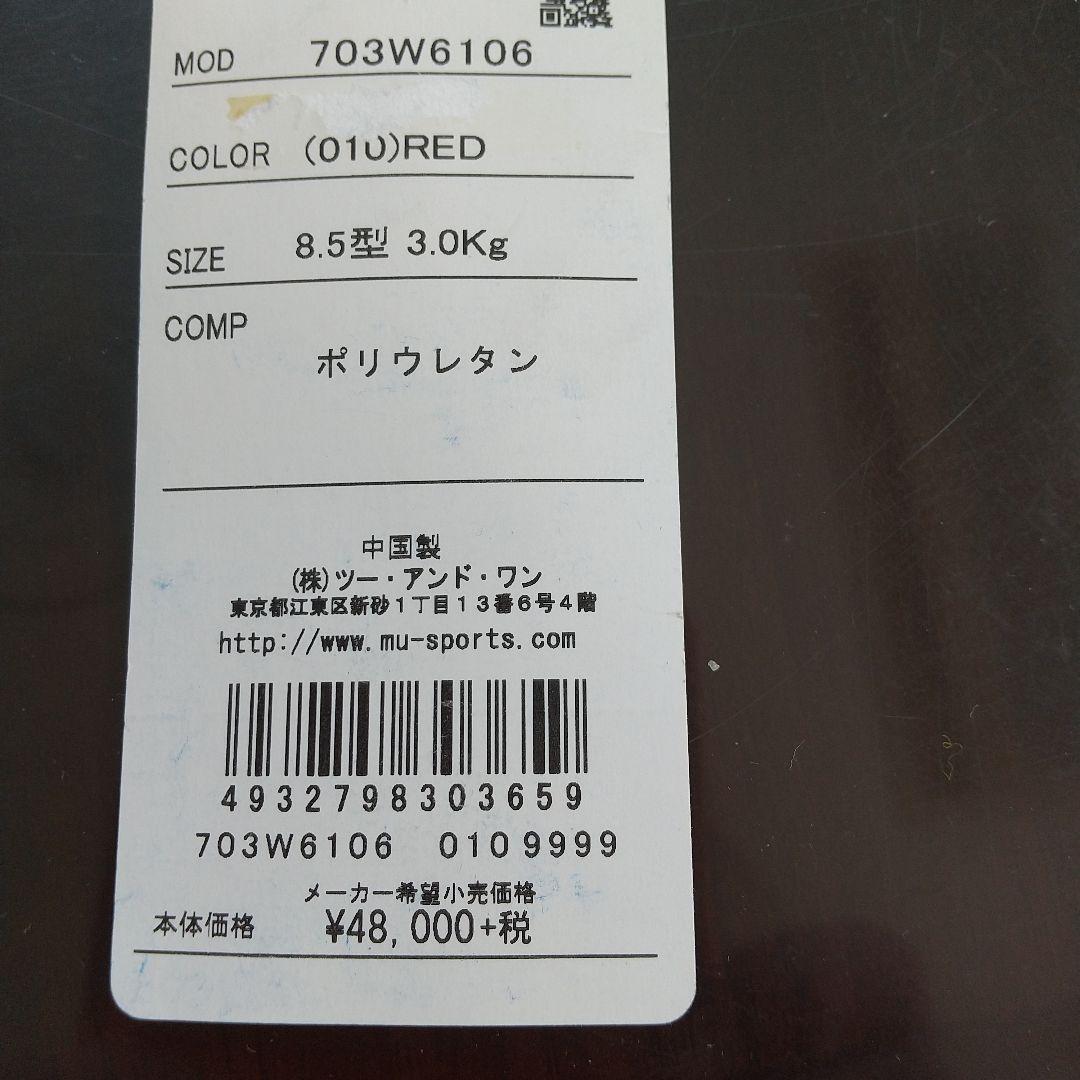 MOD 703W6106
COLOR (010)RED
SIZE 8.5型 3.0Kg
COMP
ポリウレタン
中国製
(株)ツー・アンド・ワン
東京都江東区新砂1丁目13番6号4階
http://www.mu-sports.com
4932798303659
703W6106 010 9999
メーカー希望小売価格
本体価格 ¥48,000+税